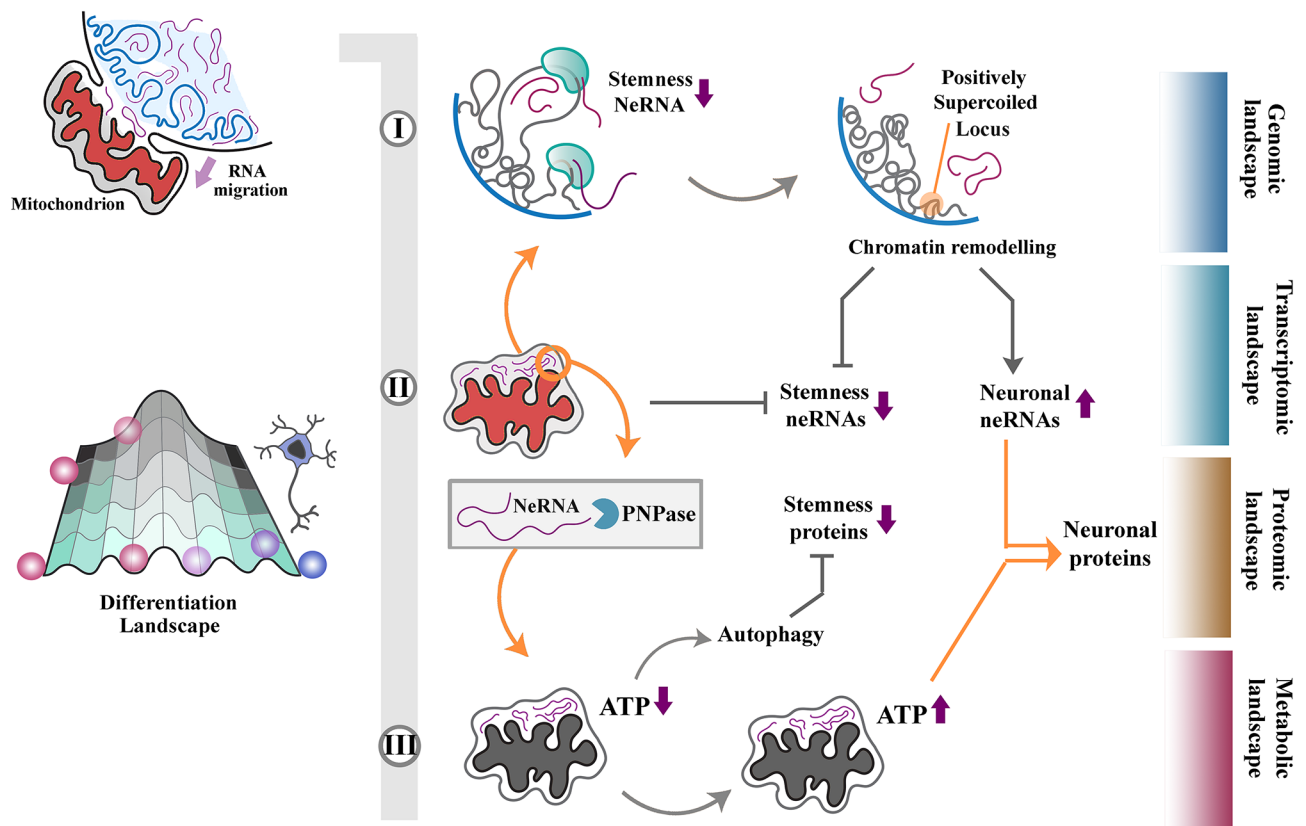 Mitochondrion
RNA
migration
Differentiation
Landscape
I
Stemness
NeRNA
Positively
Supercoiled
Locus
Chromatin remodelling
II
Stemness
neRNAs
Neuronal
neRNAs
NeRNA
PNPase
Stemness
proteins
Neuronal
proteins
Autophagy
III
ATP
ATP
Genomic
landscape
Transcriptomic
landscape
Proteomic
landscape
Metabolic
landscape